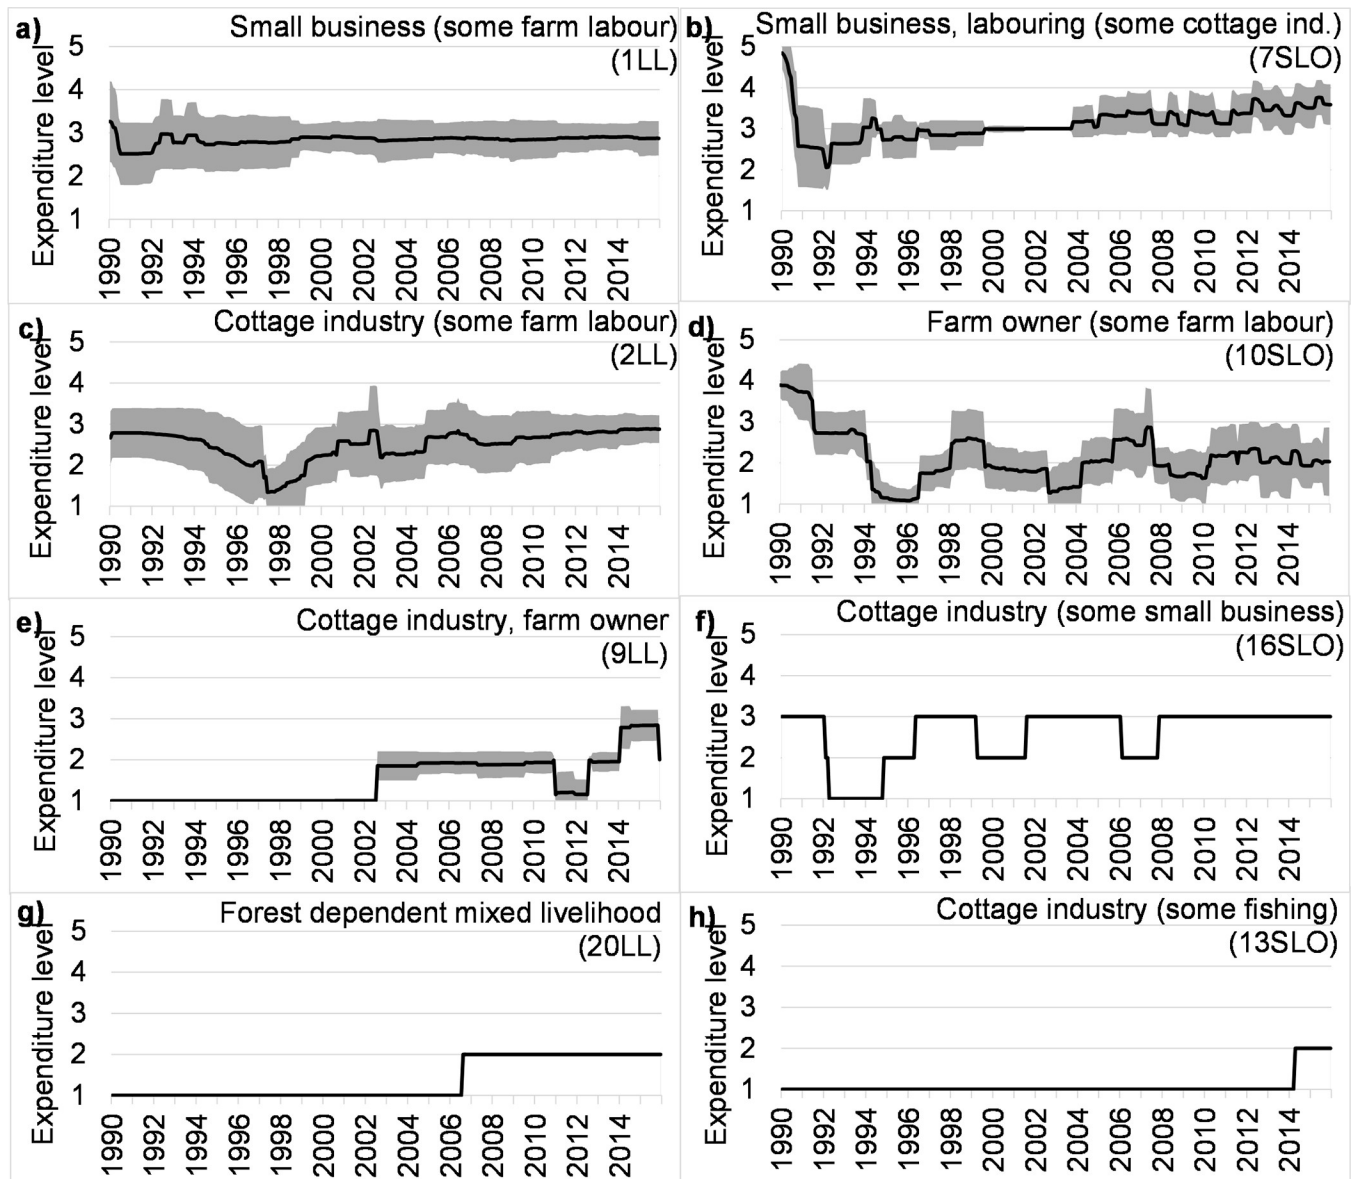 a)
Small business (some farm labour)
(1LL)
Expenditure level
5
4
3
2
1
1990 1992 1994 1996 1998 2000 2002 2004 2006 2008 2010 2012 2014
b)
Small business, labouring (some cottage ind.)
(7SLO)
Expenditure level
5
4
3
2
1
1990 1992 1994 1996 1998 2000 2002 2004 2006 2008 2010 2012 2014
c)
Cottage industry (some farm labour)
(2LL)
Expenditure level
5
4
3
2
1
1990 1992 1994 1996 1998 2000 2002 2004 2006 2008 2010 2012 2014
d)
Farm owner (some farm labour)
(10SLO)
Expenditure level
5
4
3
2
1
1990 1992 1994 1996 1998 2000 2002 2004 2006 2008 2010 2012 2014
e)
Cottage industry, farm owner
(9LL)
Expenditure level
5
4
3
2
1
1990 1992 1994 1996 1998 2000 2002 2004 2006 2008 2010 2012 2014
f)
Cottage industry (some small business)
(16SLO)
Expenditure level
5
4
3
2
1
1990 1992 1994 1996 1998 2000 2002 2004 2006 2008 2010 2012 2014
g)
Forest dependent mixed livelihood
(20LL)
Expenditure level
5
4
3
2
1
1990 1992 1994 1996 1998 2000 2002 2004 2006 2008 2010 2012 2014
h)
Cottage industry (some fishing)
(13SLO)
Expenditure level
5
4
3
2
1
1990 1992 1994 1996 1998 2000 2002 2004 2006 2008 2010 2012 2014